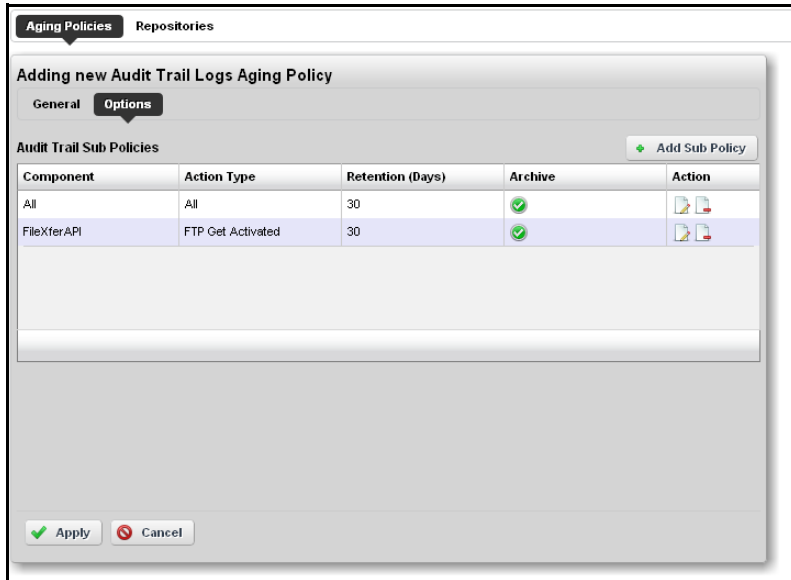 Aging Policies Repositories
Adding new Audit Trail Logs Aging Policy
General Options
Audit Trail Sub Policies Add Sub Policy
Component Action Type Retention (Days) Archive Action
All All 30
FileXferAPI FTP Get Activated 30
Apply Cancel